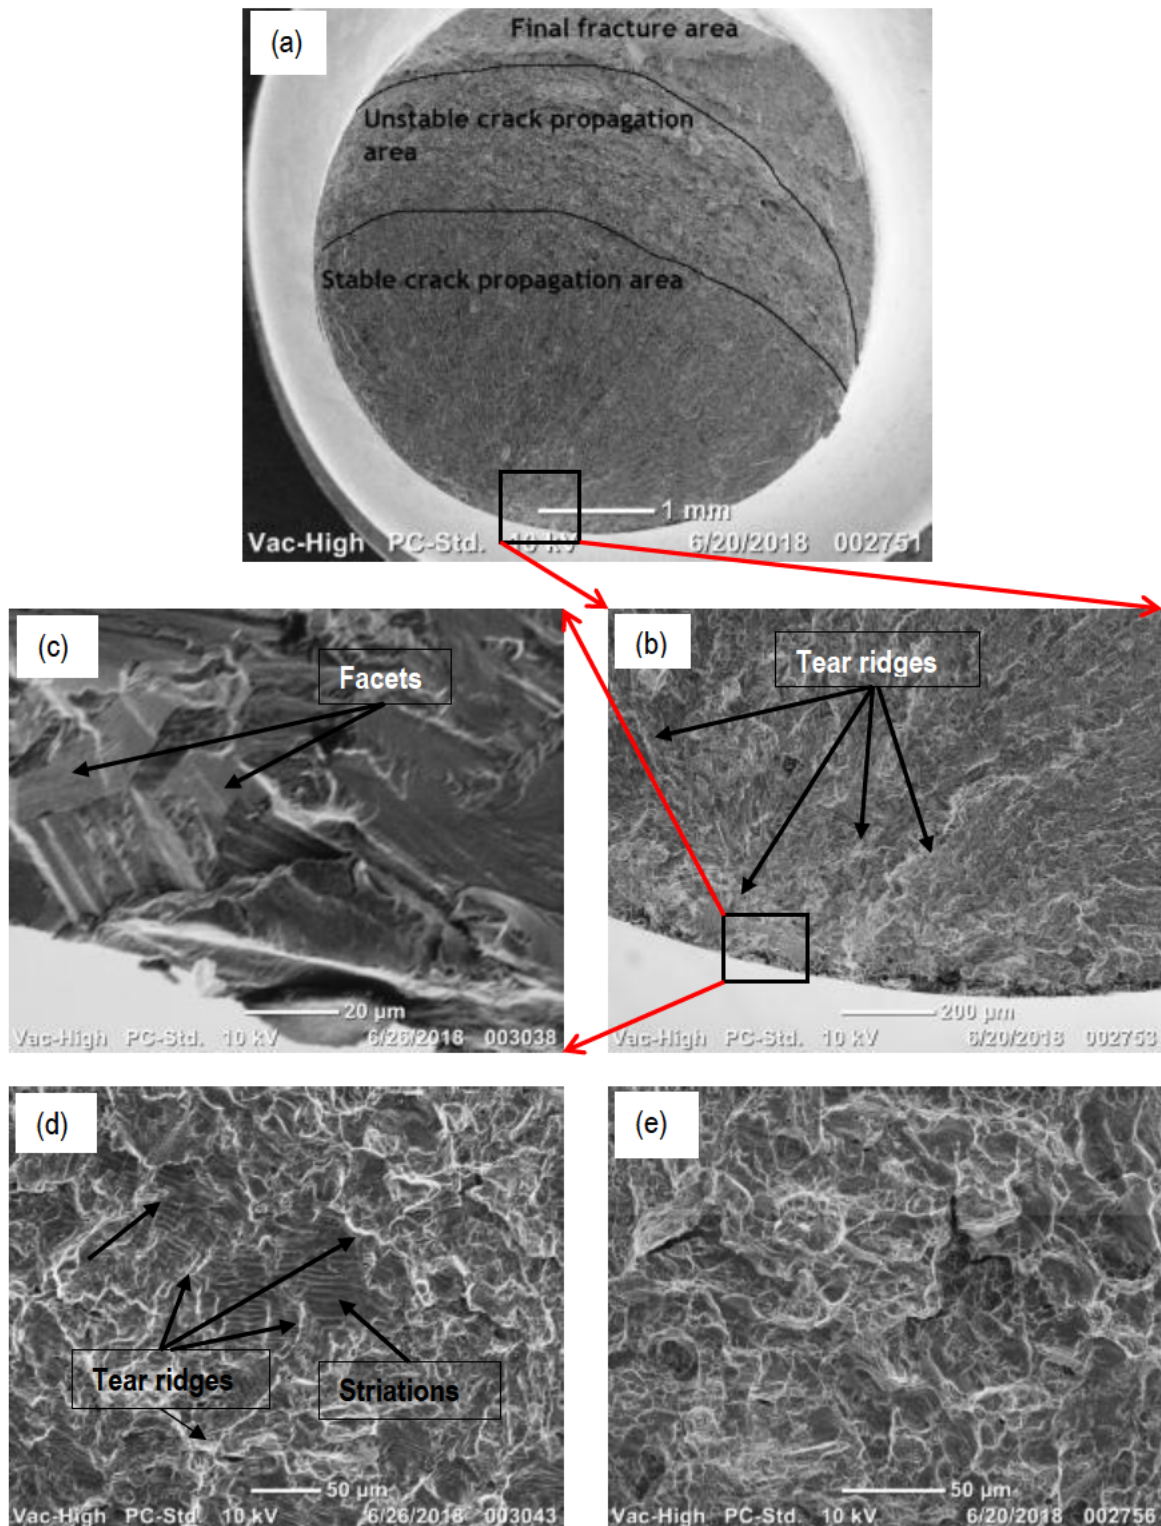 (a)
Final fracture area
Unstable crack propagation
area
Stable crack propagation area
1 mm
Vac-High PC-Std. 10 kV 6/20/2018 002751
(c)
Facets
20 µm
Vac-High PC-Std. 10 kV 6/26/2018 003038
(b)
Tear ridges
200 µm
Vac-High PC-Std. 10 kV 6/20/2018 002753
(d)
Tear ridges
Striations
50 µm
Vac-High PC-Std. 10 kV 6/26/2018 003043
(e)
50 µm
Vac-High PC-Std. 10 kV 6/20/2018 002756